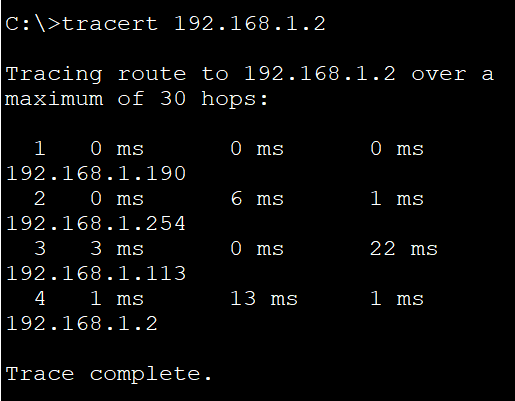 C:\>tracert 192.168.1.2
Tracing route to 192.168.1.2 over a
maximum of 30 hops:
1 0 ms 0 ms 0 ms
192.168.1.190
2 0 ms 6 ms 1 ms
192.168.1.254
3 3 ms 0 ms 22 ms
192.168.1.113
4 1 ms 13 ms 1 ms
192.168.1.2
Trace complete.